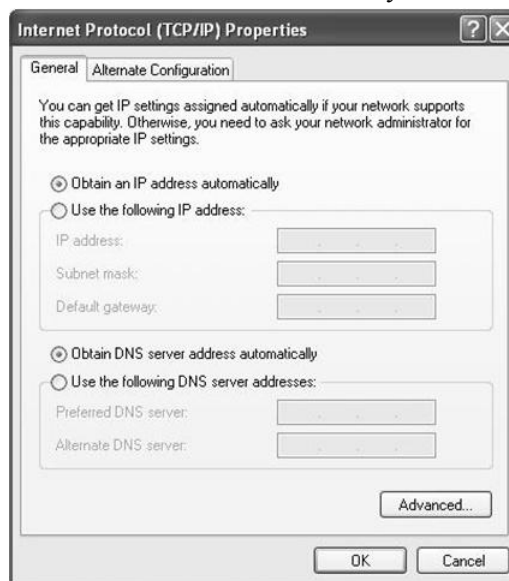 Internet Protocol (TCP/IP) Properties
General
Alternate Configuration
You can get IP settings assigned automatically if your network supports
this capability. Otherwise, you need to ask your network administrator for
the appropriate IP settings.
Obtain an IP address automatically
Use the following IP address:
IP address:
Subnet mask:
Default gateway:
Obtain DNS server address automatically
Use the following DNS server addresses:
Preferred DNS server:
Alternate DNS server:
Advanced...
OK
Cancel